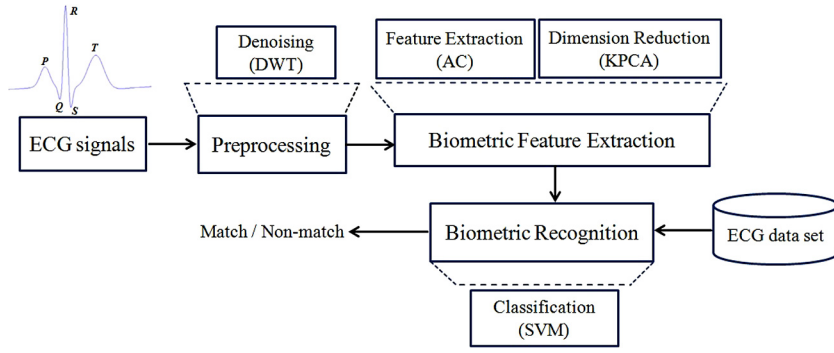 R
P
T
Q
S
Denoising
(DWT)
Feature Extraction
(AC)
Dimension Reduction
(KPCA)
ECG signals
Preprocessing
Biometric Feature Extraction
Match / Non-match
Biometric Recognition
ECG data set
Classification
(SVM)